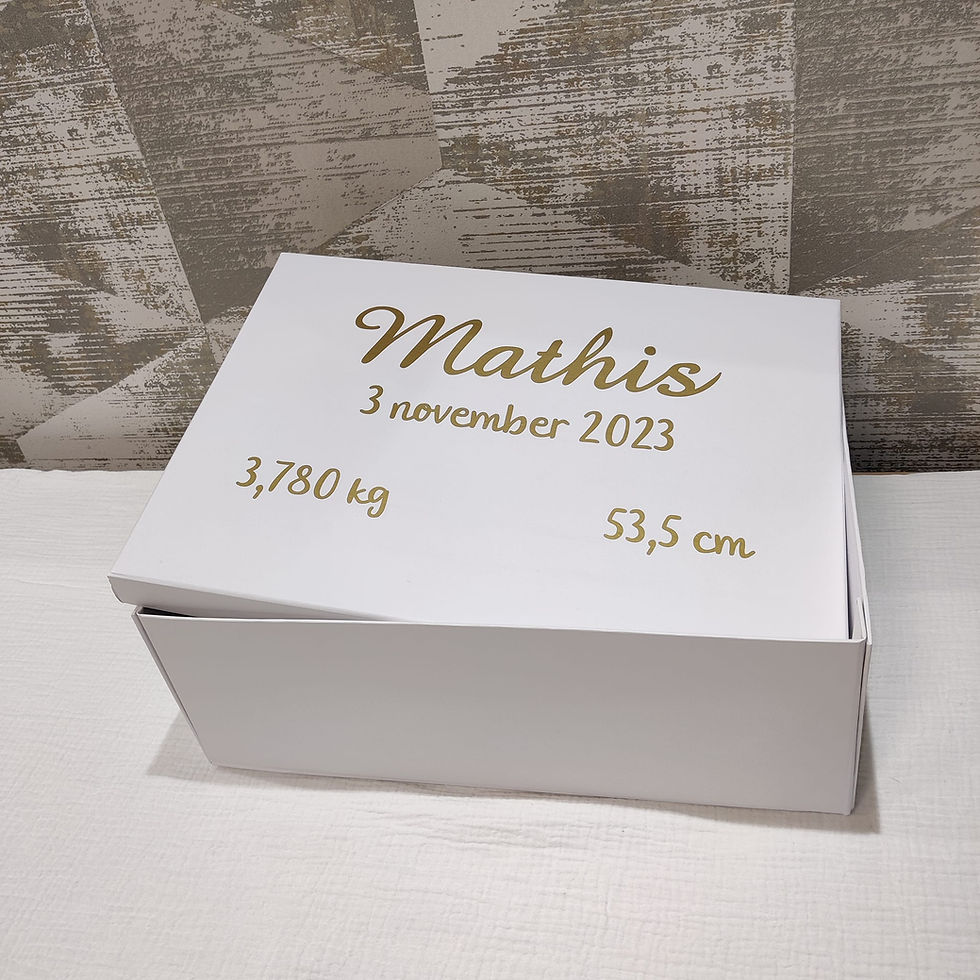 Mathis
3 november 2023
3,780 kg
53,5 cm